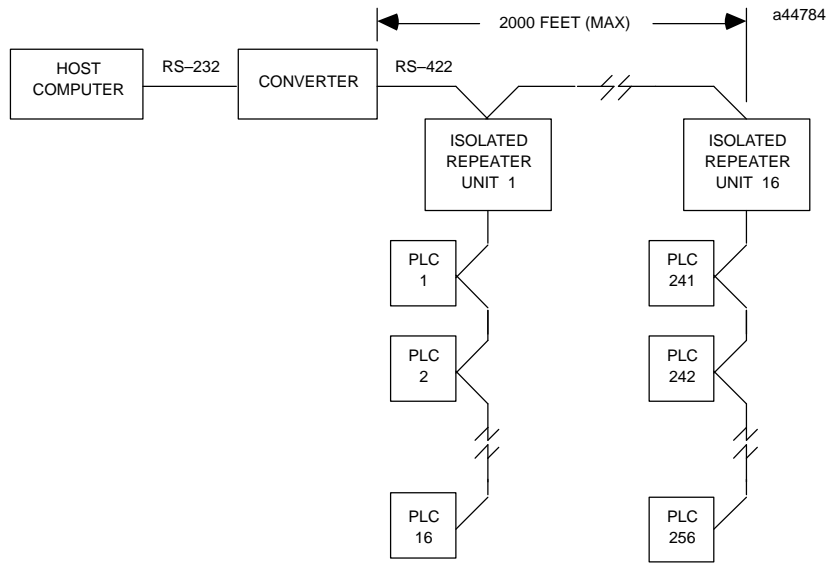 a44784
2000 FEET (MAX)
HOST
COMPUTER
RS–232
CONVERTER
RS–422
ISOLATED
REPEATER
UNIT 1
ISOLATED
REPEATER
UNIT 16
PLC
1
PLC
241
PLC
2
PLC
242
PLC
16
PLC
256